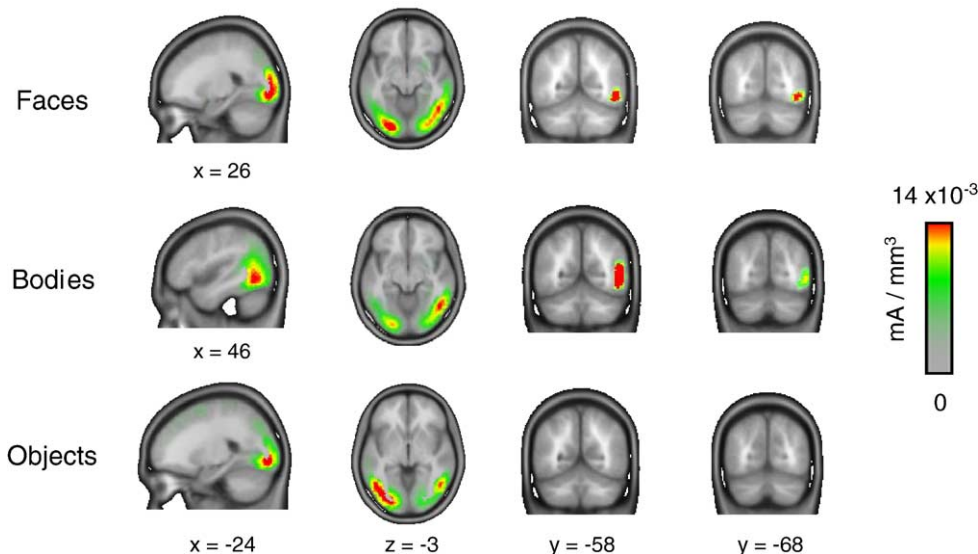 Faces
x = 26
14 x10⁻³
Bodies
mA / mm³
x = 46
0
Objects
x = -24
z = -3
y = -58
y = -68